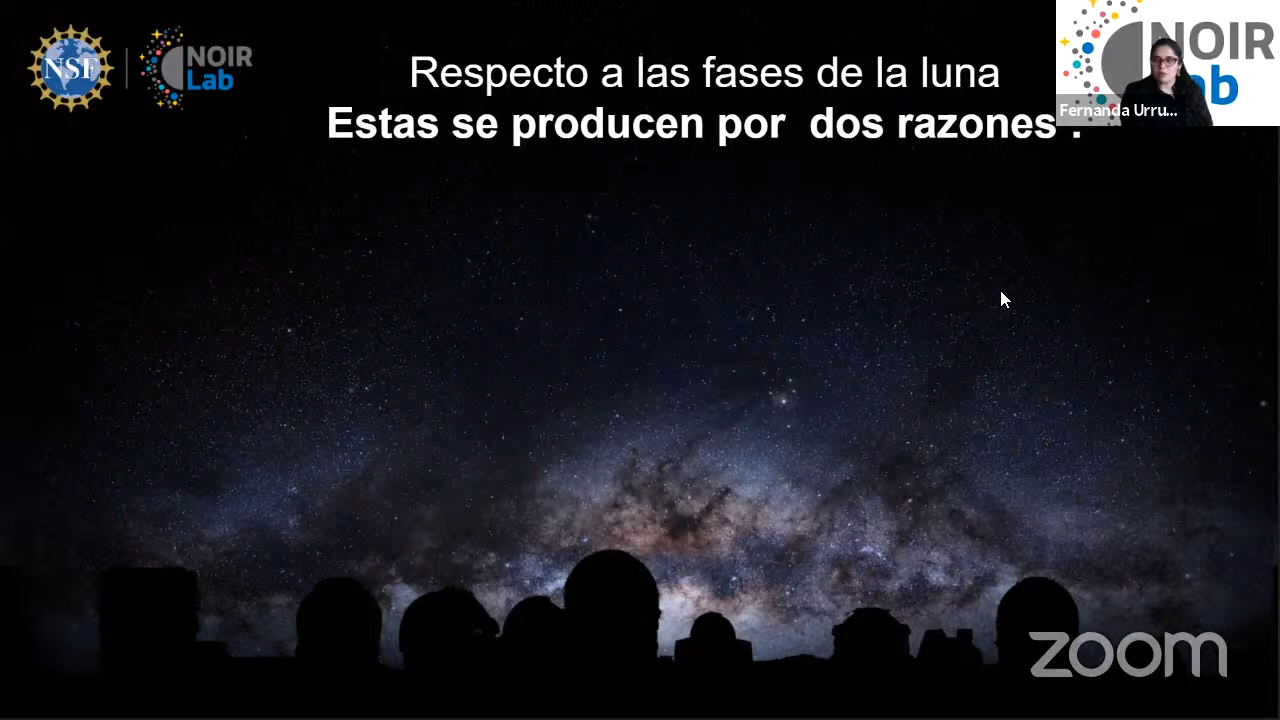 NSF
NOIR
Lab
Respecto a las fases de la luna
Estas se producen por  dos razones :
NOIR
b
Fernanda Urru...
zoom